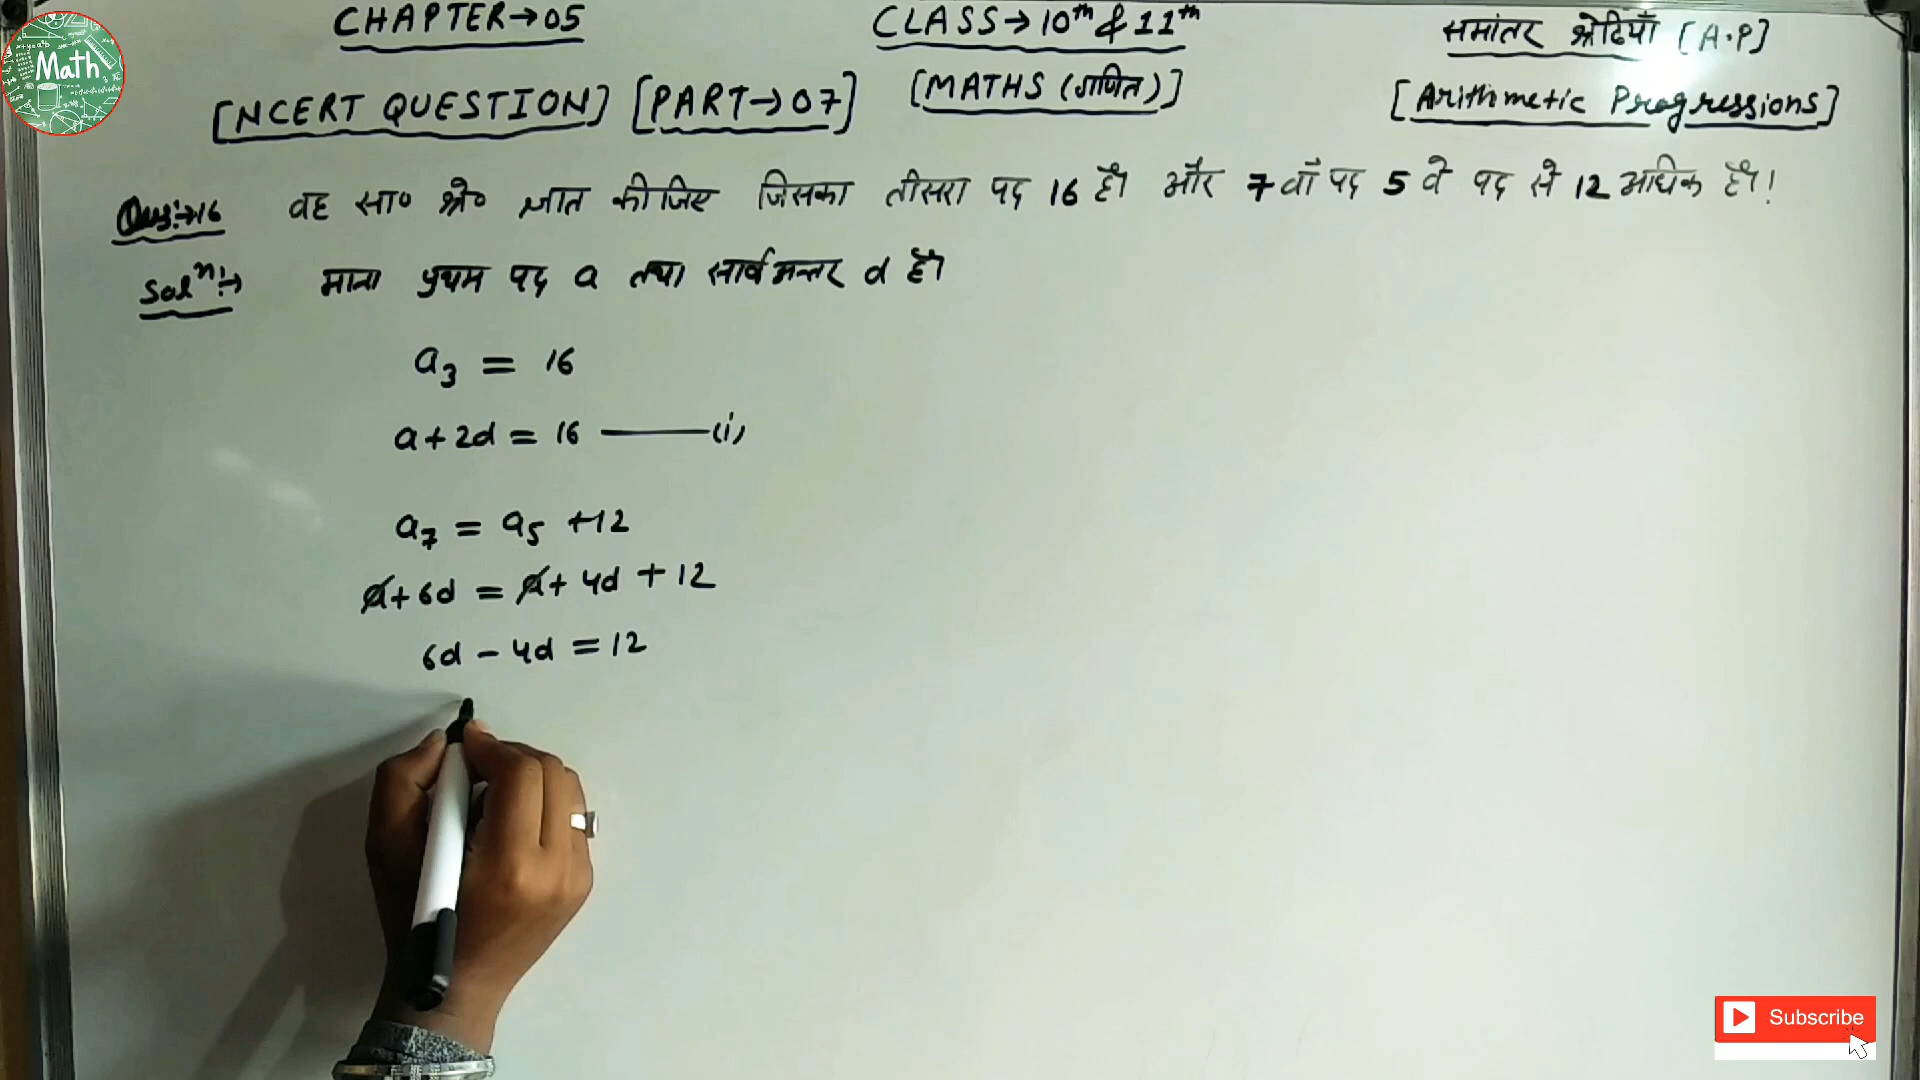 Math
CHAPTER→05
CLASS→10th & 11th
समांतर श्रेढियाँ [A.P]
[NCERT QUESTION] [PART→07]
[MATHS (गणित)]
[Arithmetic Progressions]
Ques:→16 वह सा० श्रे० ज्ञात कीजिए जिसका तीसरा पद 16 है। और 7 वाँ पद 5 वे पद से 12 अधिक है।!
Solⁿ:→ माना प्रथम पद a तथा सार्वअन्तर d है।
a₃ = 16
a+2d = 16 ———(i)
a₇ = a₅ +12
a+ 6d = a+ 4d + 12
6d - 4d = 12
Subscribe